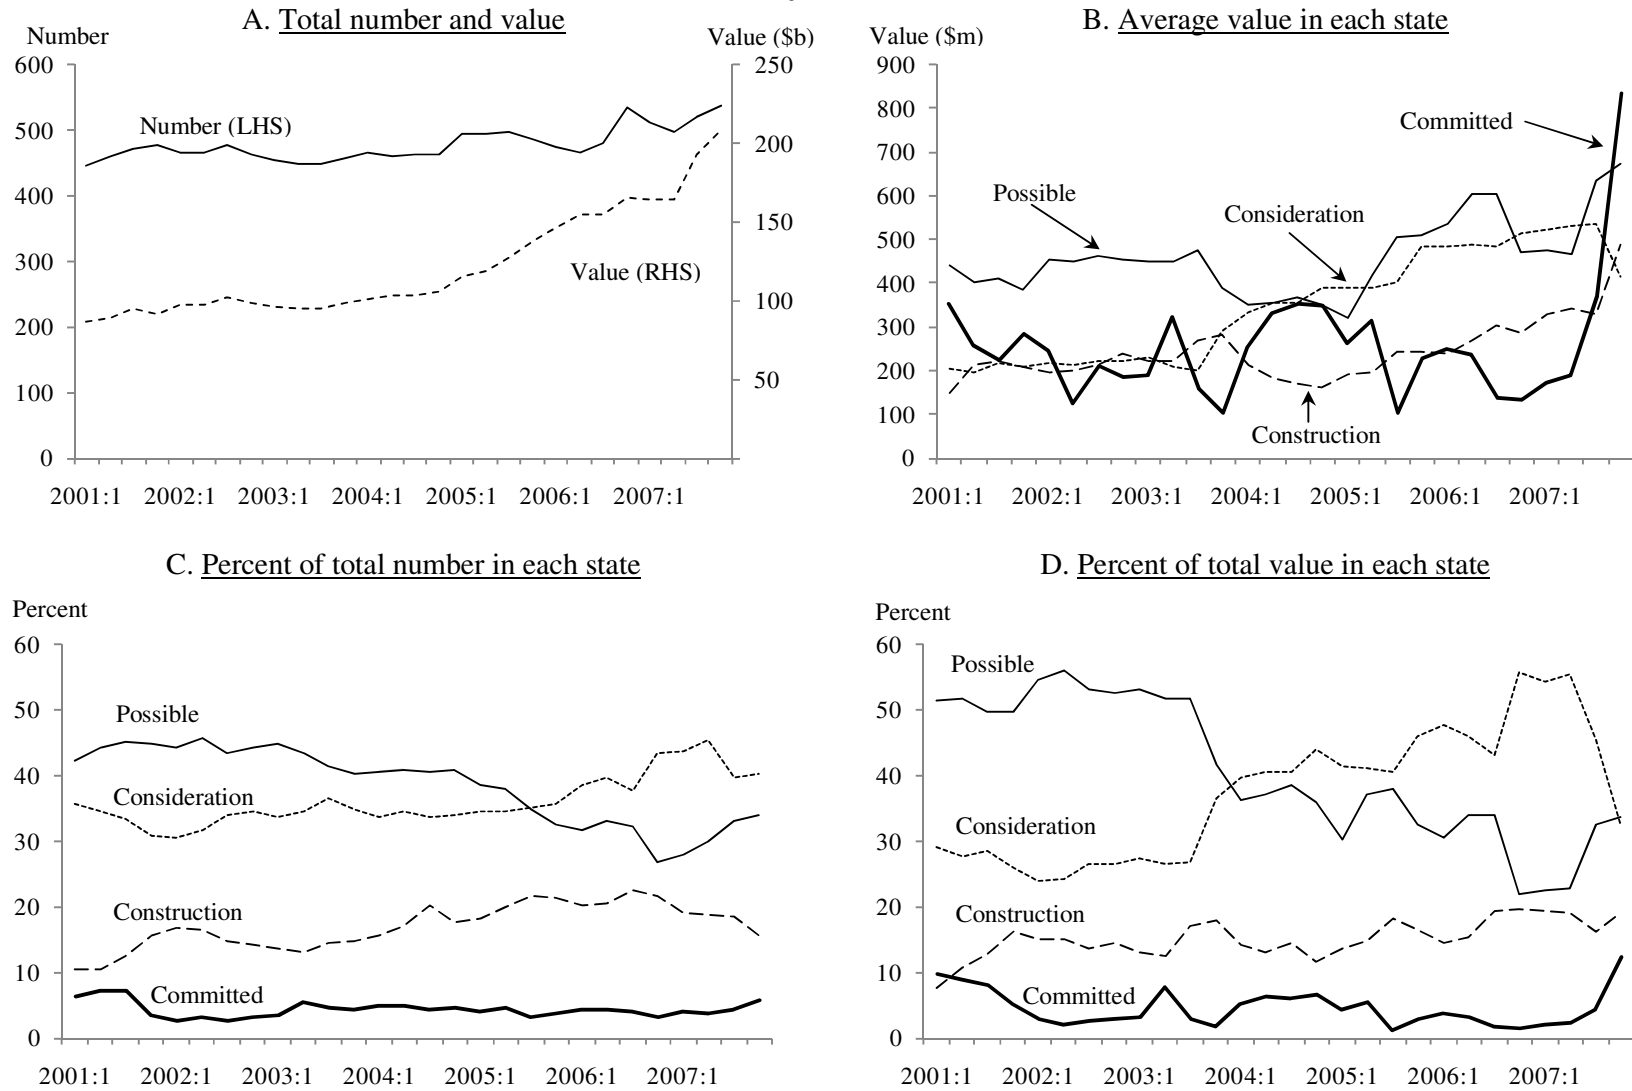 A. Total number and value
Number
Value ($b)
600
500
400
300
200
100
0
250
200
150
100
50
Number (LHS)
Value (RHS)
2001:1 2002:1 2003:1 2004:1 2005:1 2006:1 2007:1
B. Average value in each state
Value ($m)
900
800
700
600
500
400
300
200
100
0
Committed
Possible
Consideration
Construction
2001:1 2002:1 2003:1 2004:1 2005:1 2006:1 2007:1
C. Percent of total number in each state
Percent
60
50
40
30
20
10
0
Possible
Consideration
Construction
Committed
2001:1 2002:1 2003:1 2004:1 2005:1 2006:1 2007:1
D. Percent of total value in each state
Percent
60
50
40
30
20
10
0
Possible
Consideration
Construction
Committed
2001:1 2002:1 2003:1 2004:1 2005:1 2006:1 2007:1